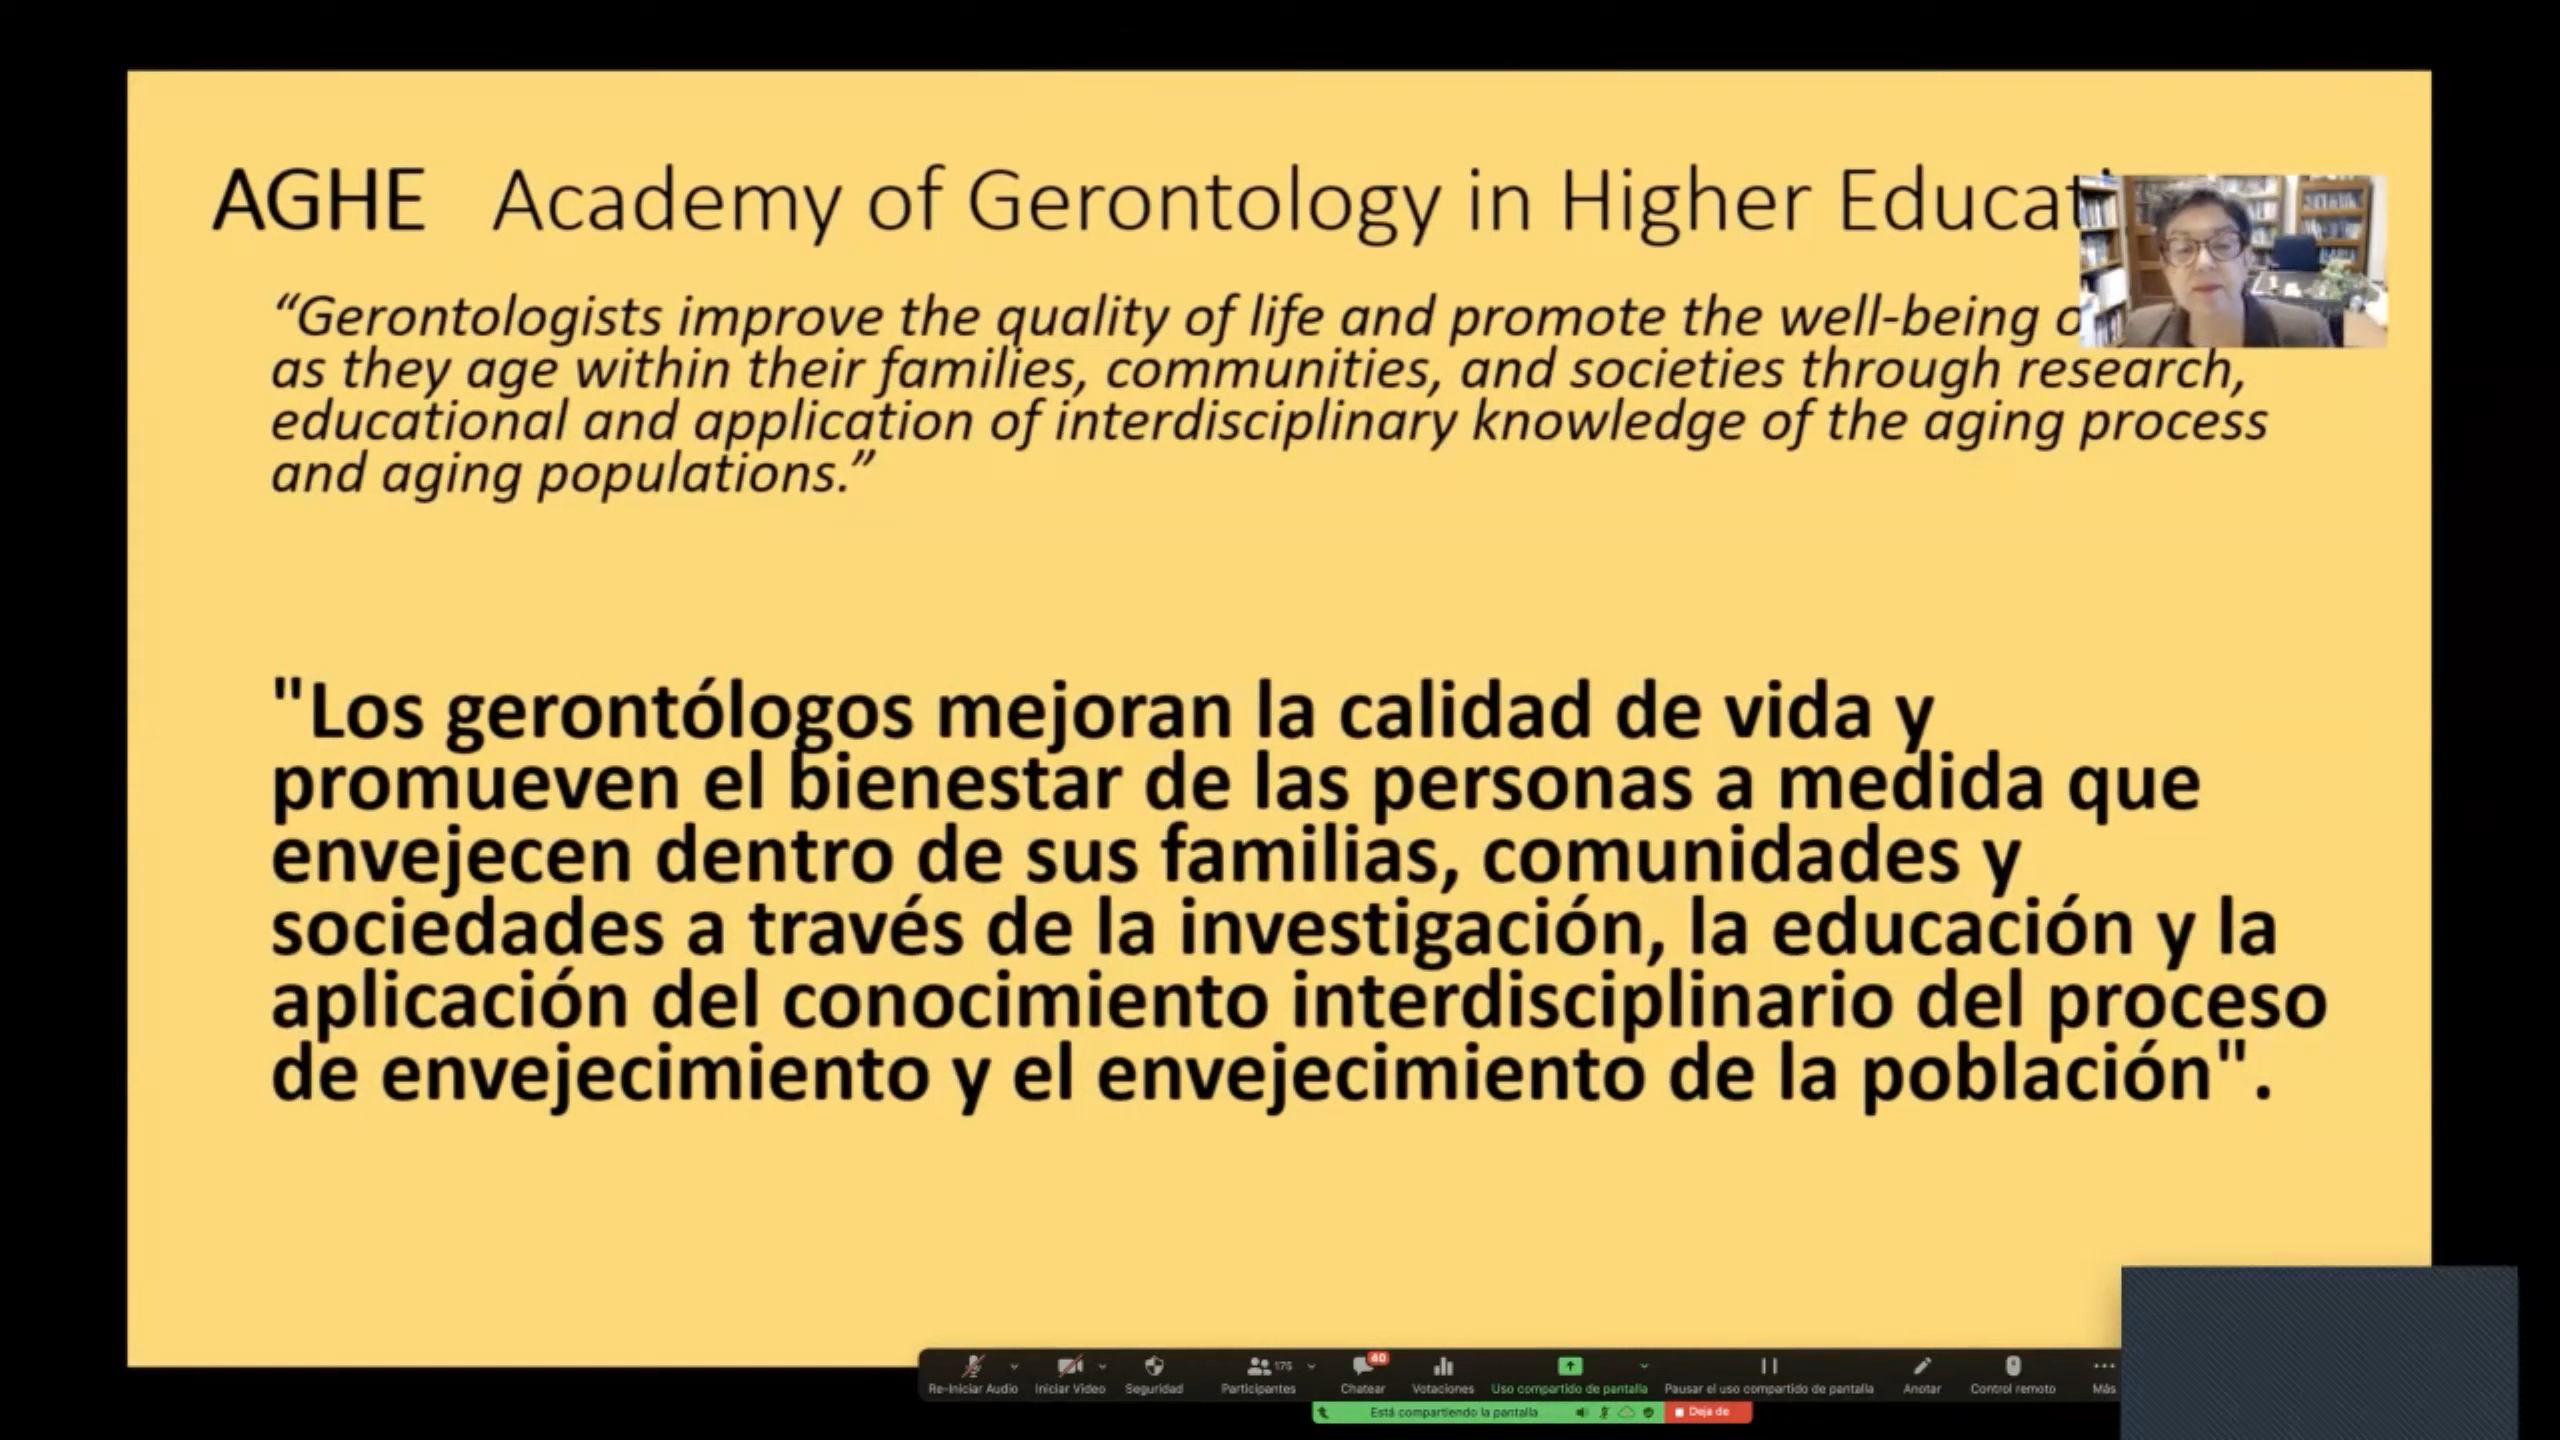 AGHE Academy of Gerontology in Higher Educat
“Gerontologists improve the quality of life and promote the well-being
as they age within their families, communities, and societies through research,
educational and application of interdisciplinary knowledge of the aging process
and aging populations.”
"Los gerontólogos mejoran la calidad de vida y
promueven el bienestar de las personas a medida que
envejecen dentro de sus familias, comunidades y
sociedades a través de la investigación, la educación y la
aplicación del conocimiento interdisciplinario del proceso
de envejecimiento y el envejecimiento de la población".
175
40
Re-Iniciar Audio Iniciar Video Seguridad Participantes Chatear Votaciones Uso compartido de pantalla Pausar el uso compartido de pantalla Anotar Control remoto Más
Está compartiendo la pantalla Deja de